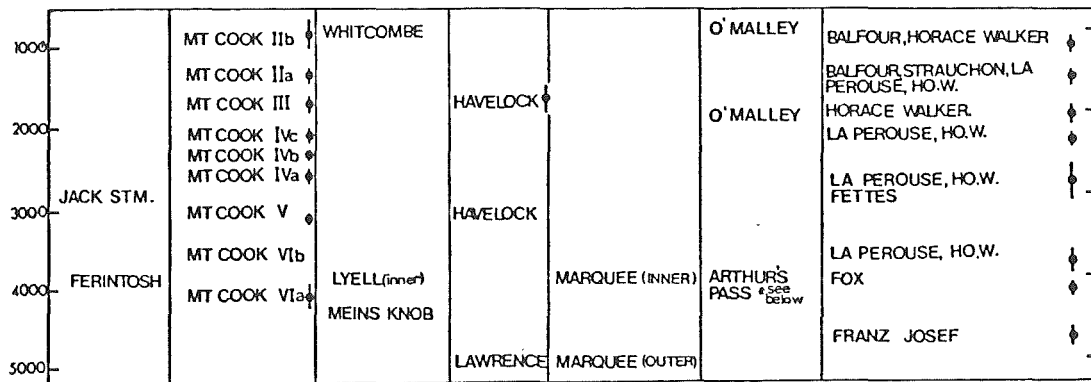 1000
2000
3000
4000
5000
JACK STM.
FERINTOSH
MT COOK IIb
MT COOK IIa
MT COOK III
MT COOK IVc
MT COOK IVb
MT COOK IVa
MT COOK V
MT COOK VIb
MT COOK VIa
WHITCOMBE
LYELL(inner)
MEINS KNOB
HAVELOCK
HAVELOCK
LAWRENCE
MARQUEE (INNER)
MARQUEE (OUTER)
O'MALLEY
O'MALLEY
ARTHUR'S
PASS & see
below
BALFOUR, HORACE WALKER
BALFOUR, STRAUCHON, LA
PEROUSE, HO.W.
HORACE WALKER.
LA PEROUSE, HO.W.
LA PEROUSE, HO.W.
FETTES
LA PEROUSE, HO.W.
FOX
FRANZ JOSEF